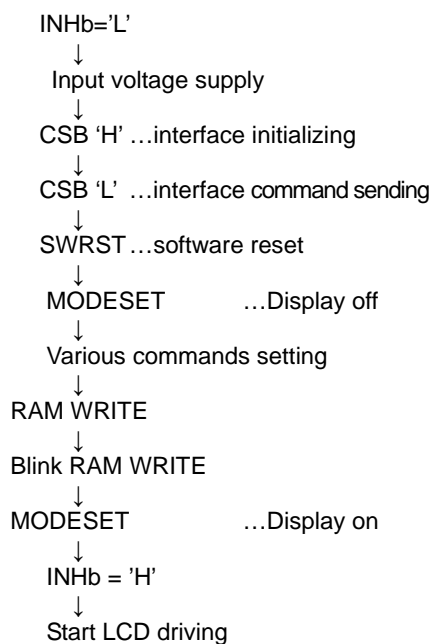 INHb='L'
↓
Input voltage supply
↓
CSB 'H' …interface initializing
↓
CSB 'L' …interface command sending
↓
SWRST …software reset
↓
MODESET …Display off
↓
Various commands setting
↓
RAM WRITE
↓
Blink RAM WRITE
↓
MODESET …Display on
↓
INHb = 'H'
↓
Start LCD driving